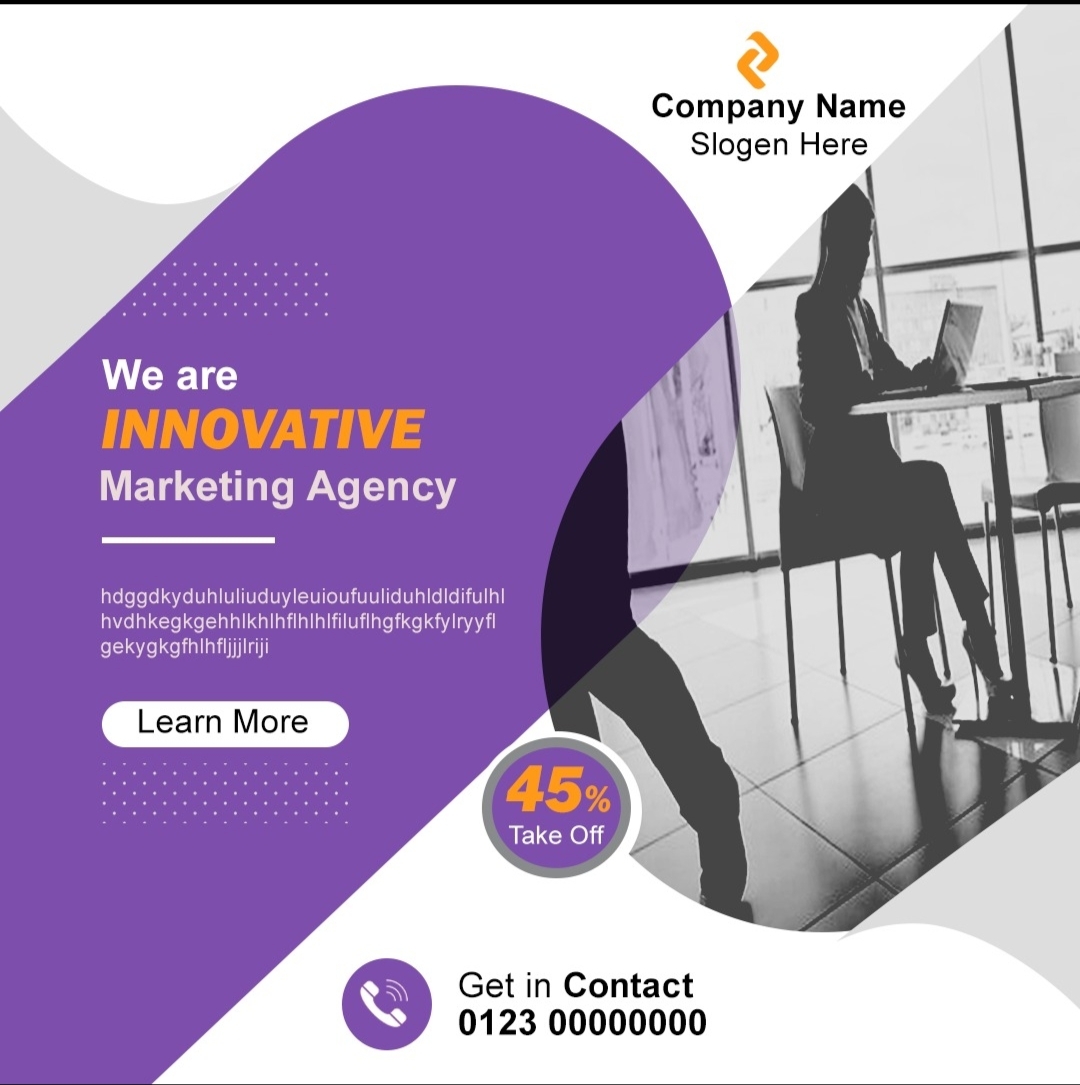 Company Name
Slogen Here
We are
INNOVATIVE
Marketing Agency
hdggdkyduhluliuduyleuioufuuliduhldldifulhl
hvdhkegkgehhlkhlhflhlhlfiluflhgfkgkfylryyfl
gekygkgfhlhfljjjlriji
Learn More
45%
Take Off
Get in Contact
0123 00000000